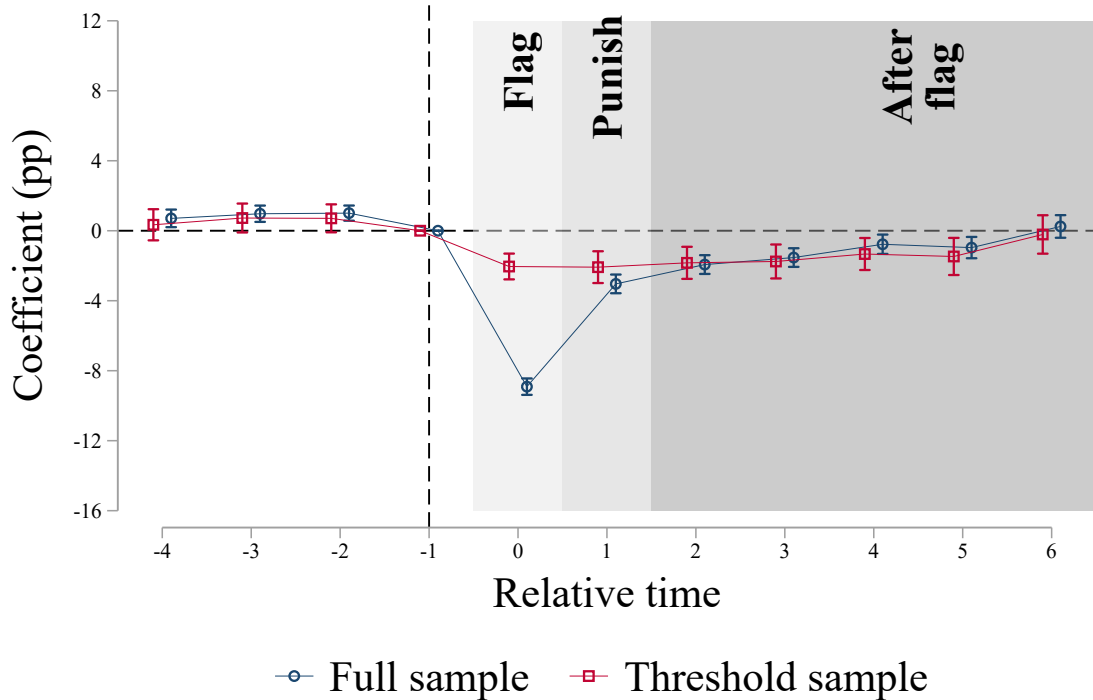 12
8
4
0
-4
-8
-12
-16
Coefficient (pp)
Flag
Punish
After
flag
-4 -3 -2 -1 0 1 2 3 4 5 6
Relative time
Full sample Threshold sample